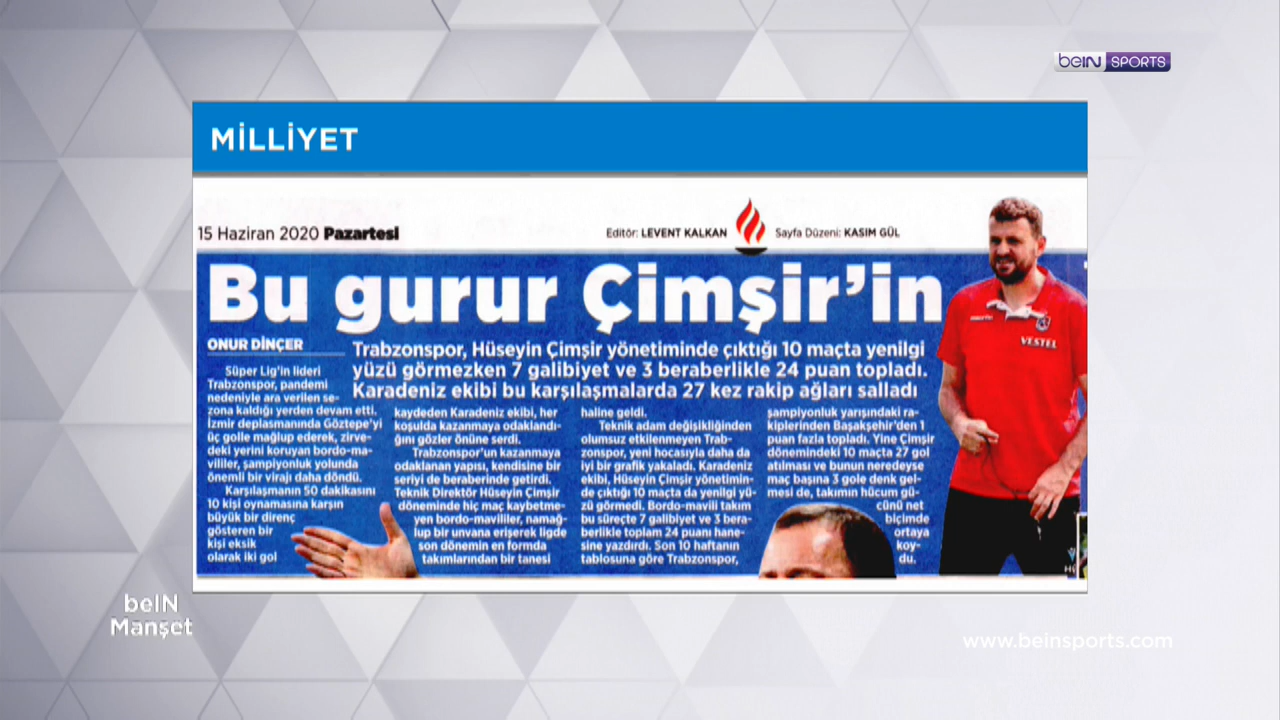 beIN SPORTS
MİLLİYET
15 Haziran 2020 Pazartesi
Editör: LEVENT KALKAN
Sayfa Düzeni: KASIM GÜL
Bu gurur Çimşir'in
ONUR DİNÇER
Trabzonspor, Hüseyin Çimşir yönetiminde çıktığı 10 maçta yenilgi
yüzü görmezken 7 galibiyet ve 3 beraberlikle 24 puan topladı.
Karadeniz ekibi bu karşılaşmalarda 27 kez rakip ağları salladı
Süper Lig'in lideri
Trabzonspor, pandemi
nedeniyle ara verilen se-
zona kaldığı yerden devam etti.
İzmir deplasmanında Göztepe'yi
üç golle mağlup ederek, zirve-
deki yerini koruyan bordo-ma-
vililer, şampiyonluk yolunda
önemli bir virajı daha döndü.
Karşılaşmanın 50 dakikasını
10 kişi oynamasına karşın
büyük bir direnç
gösteren bir
kişi eksik
olarak iki gol
kaydeden Karadeniz ekibi, her
koşulda kazanmaya odaklandı-
ğını gözler önüne serdi.
Trabzonspor'un kazanmaya
odaklanan yapısı, kendisine bir
seriyi de beraberinde getirdi.
Teknik Direktör Hüseyin Çimşir
döneminde hiç maç kaybetme-
yen bordo-mavililer, namağ-
lup bir unvana erişerek ligde
son dönemin en formda
takımlarından bir tanesi
haline geldi.
Teknik adam değişikliğinden
olumsuz etkilenmeyen Trab-
zonspor, yeni hocasıyla daha da
iyi bir grafik yakaladı. Karadeniz
ekibi, Hüseyin Çimşir yönetimin-
de çıktığı 10 maçta da yenilgi yü-
zü görmedi. Bordo-mavili takım
bu süreçte 7 galibiyet ve 3 bera-
berlikle toplam 24 puanı hane-
sine yazdırdı. Son 10 haftanın
tablosuna göre Trabzonspor,
şampiyonluk yarışındaki ra-
kiplerinden Başakşehir'den 1
puan fazla topladı. Yine Çimşir
dönemindeki 10 maçta 27 gol
atılması ve bunun neredeyse
maç başına 3 gole denk gel-
mesi de, takımın hücum gü-
cünü net
biçimde
ortaya
koy-
du.
VESTEL
beIN
Manşet
www.beinsports.com